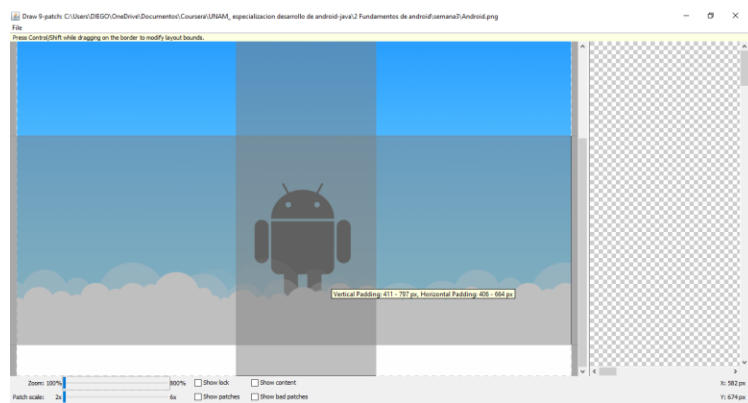 Draw 9-patch: C:\Users\DIEGO\OneDrive\Documentos\Coursera\UNAM_ especializacion desarrollo de android-java\2 Fundamentos de android\semana3\Android.png
File
Press Control/Shift while dragging on the border to modify layout bounds.
Vertical Padding: 411 - 797 px, Horizontal Padding: 406 - 664 px
Zoom: 100% 800% Show lock Show content X: 582 px
Patch scale: 2x 6x Show patches Show bad patches Y: 674 px